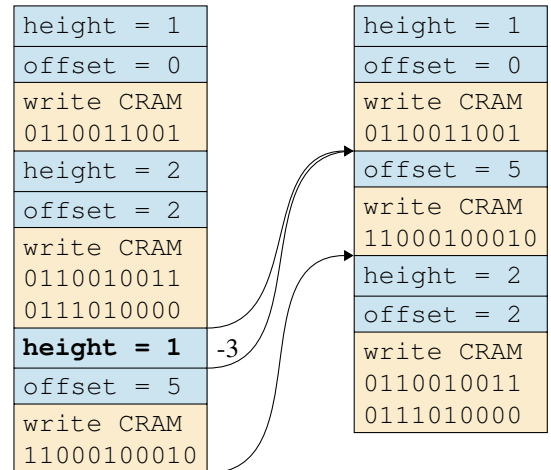 height = 1
offset = 0
write CRAM
0110011001
height = 2
offset = 2
write CRAM
0110010011
0111010000
height = 1
offset = 5
write CRAM
11000100010
-3
height = 1
offset = 0
write CRAM
0110011001
offset = 5
write CRAM
11000100010
height = 2
offset = 2
write CRAM
0110010011
0111010000